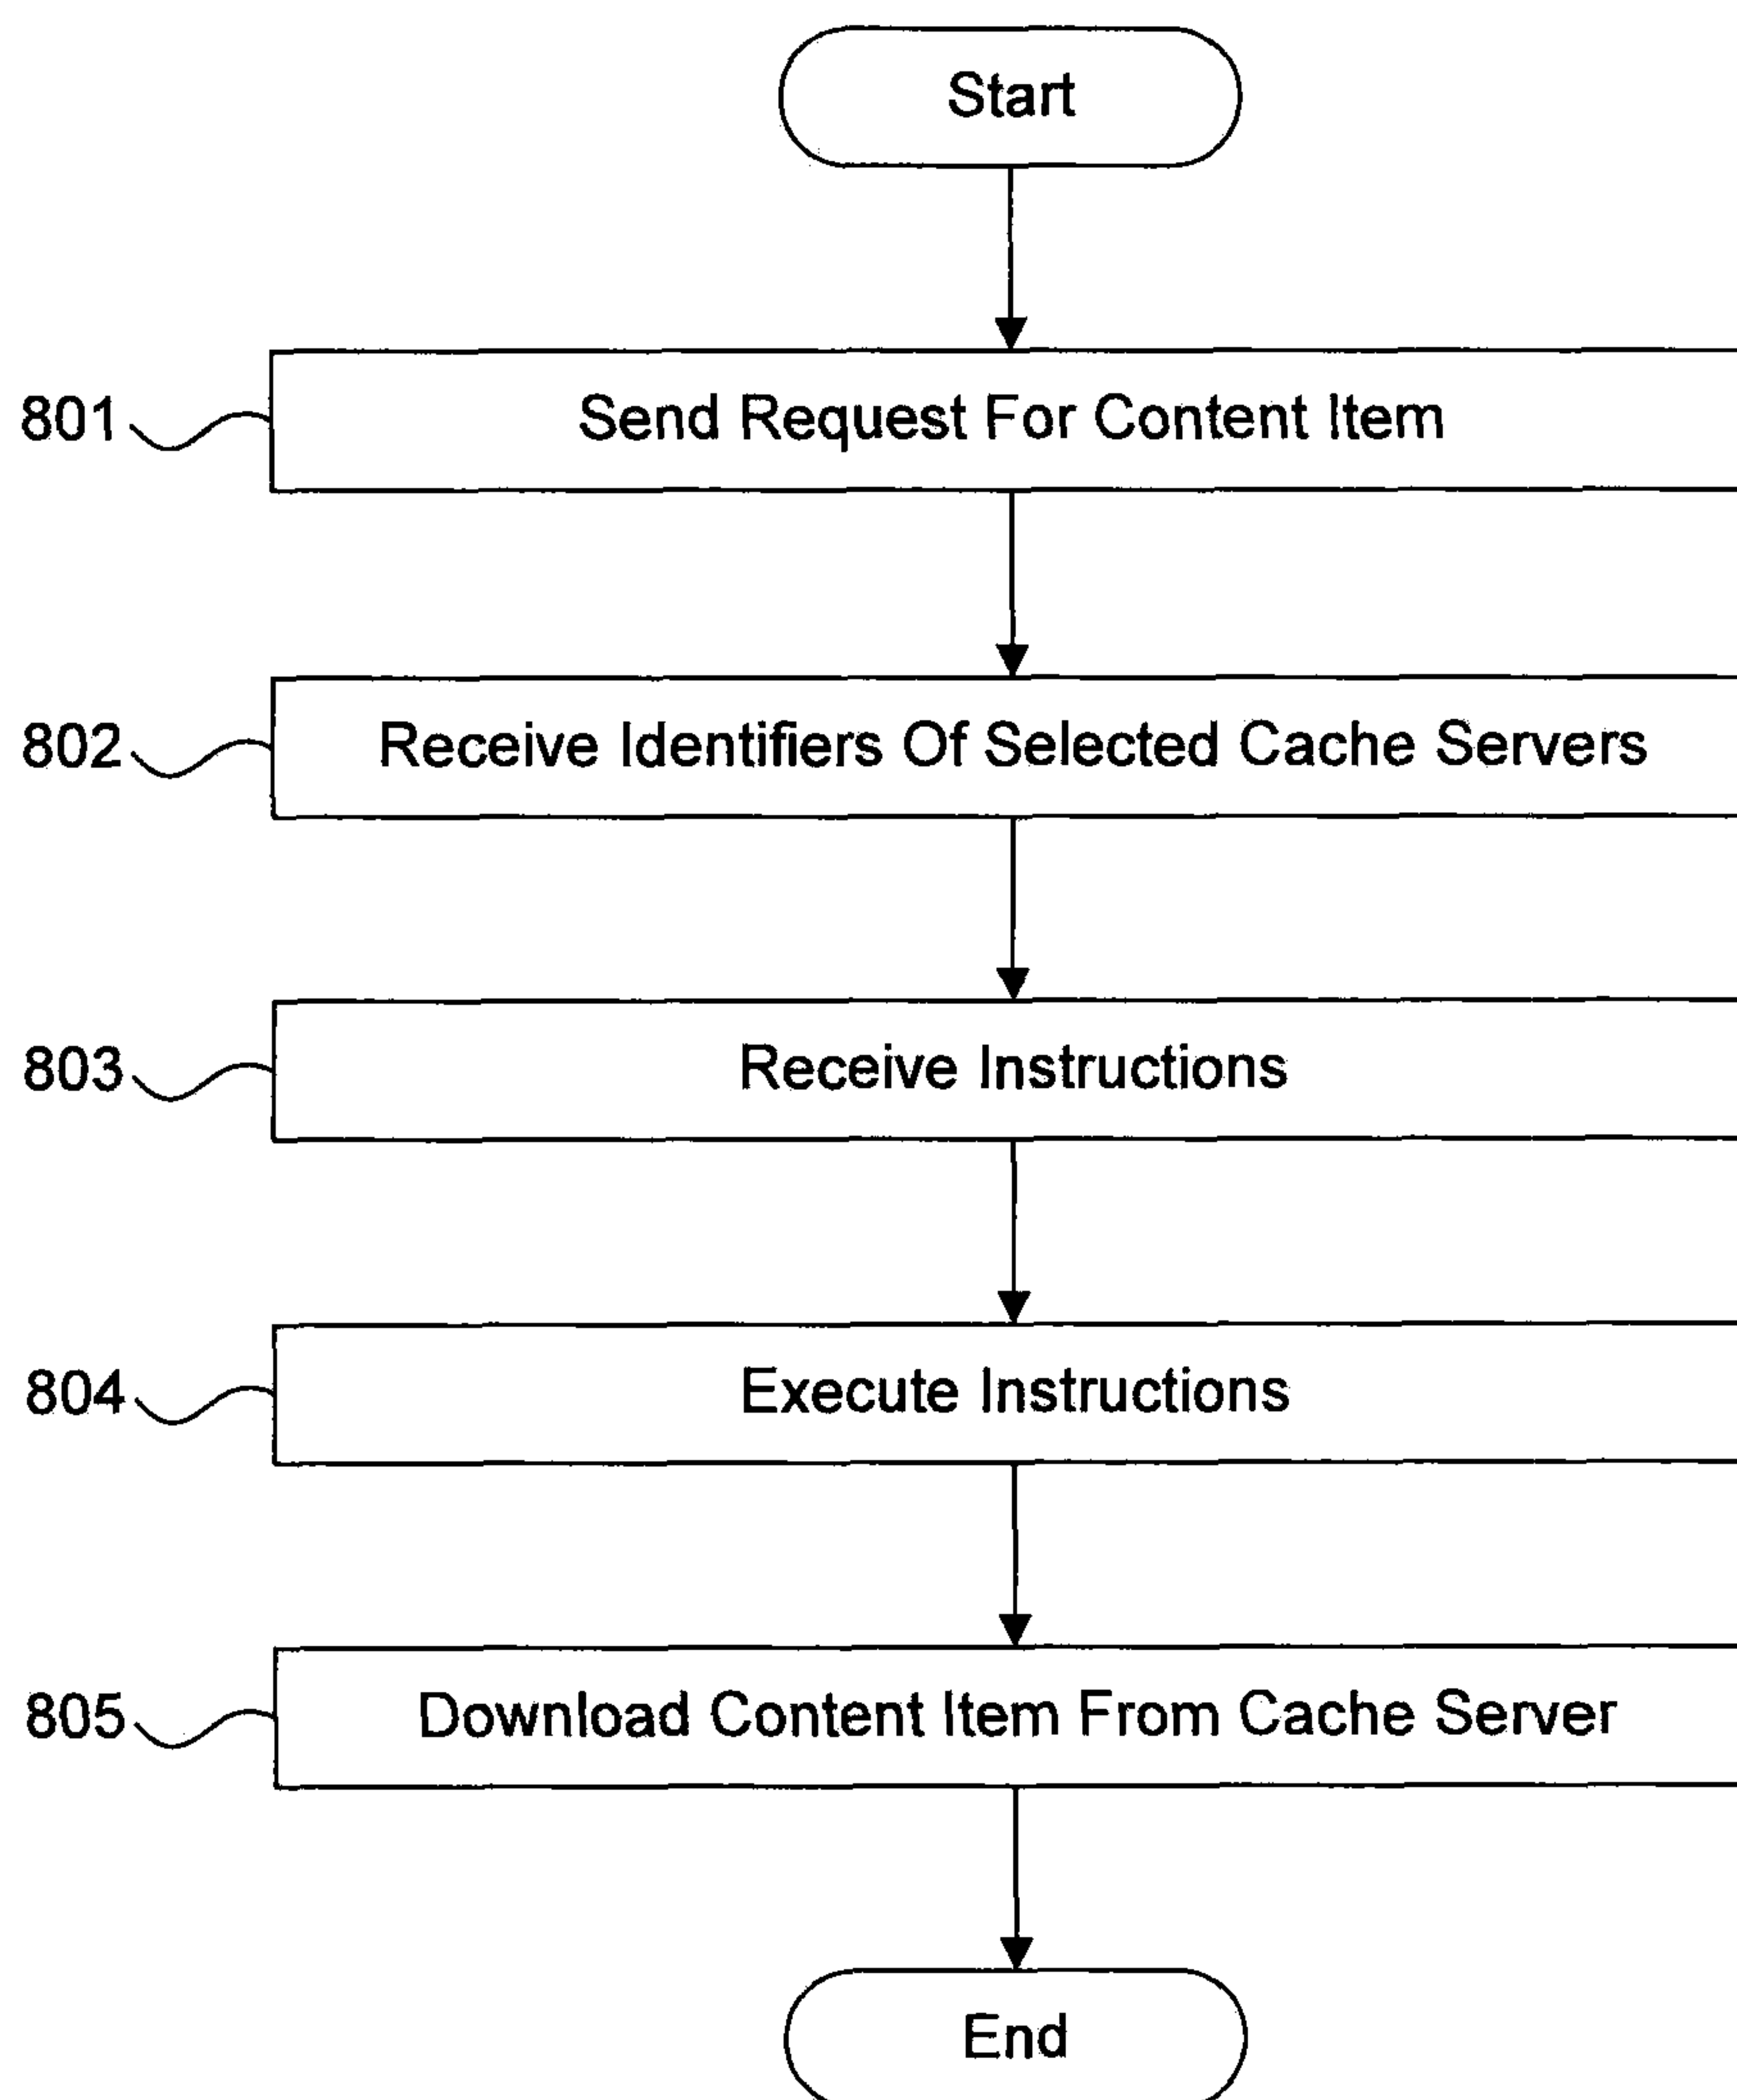 Start
801 Send Request For Content Item
802 Receive Identifiers Of Selected Cache Servers
803 Receive Instructions
804 Execute Instructions
805 Download Content Item From Cache Server
End